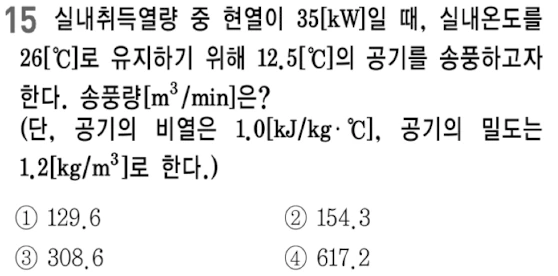 15 실내취득열량 중 현열이 35[kW]일 때, 실내온도를
26[℃]로 유지하기 위해 12.5[℃]의 공기를 송풍하고자
한다. 송풍량[m³/min]은?
(단, 공기의 비열은 1.0[kJ/kg·℃], 공기의 밀도는
1.2[kg/m³]로 한다.)
① 129.6 ② 154.3
③ 308.6 ④ 617.2